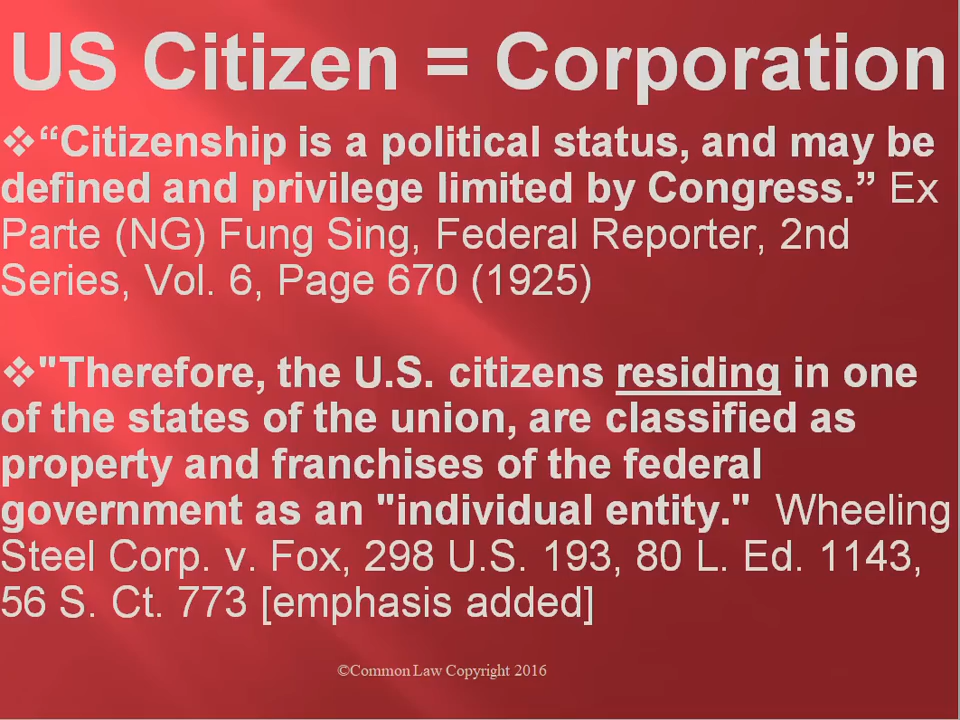 US Citizen = Corporation
❖“Citizenship is a political status, and may be
defined and privilege limited by Congress.” Ex
Parte (NG) Fung Sing, Federal Reporter, 2nd
Series, Vol. 6, Page 670 (1925)
❖"Therefore, the U.S. citizens residing in one
of the states of the union, are classified as
property and franchises of the federal
government as an "individual entity."  Wheeling
Steel Corp. v. Fox, 298 U.S. 193, 80 L. Ed. 1143,
56 S. Ct. 773 [emphasis added]
©Common Law Copyright 2016